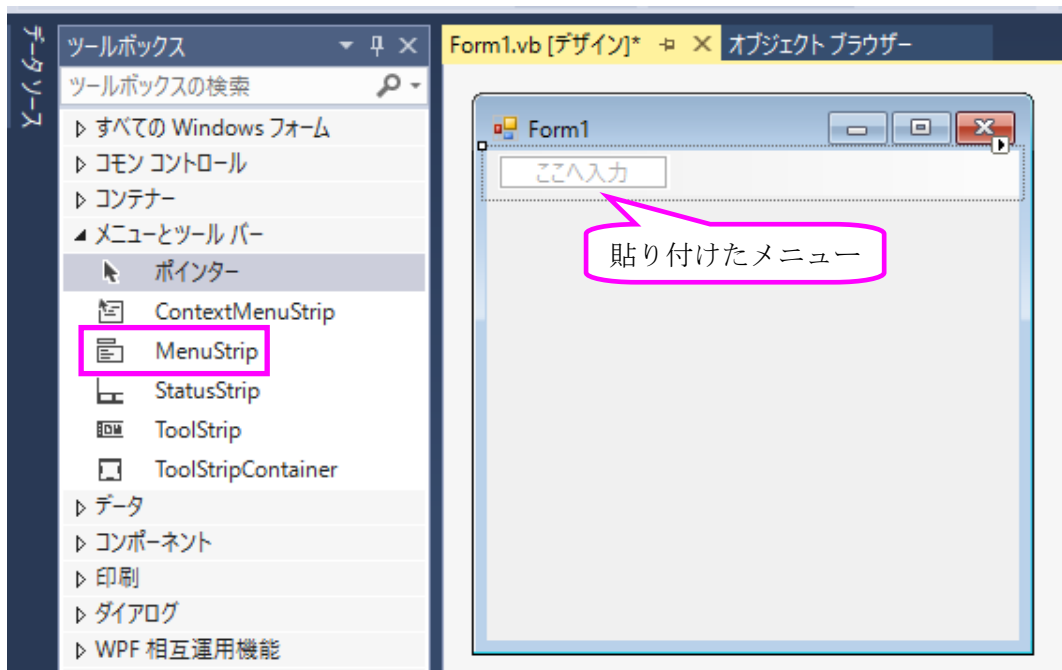 データ ソース
ツールボックス
ツールボックスの検索
すべての Windows フォーム
コモン コントロール
コンテナー
メニューとツール バー
ポインター
ContextMenuStrip
MenuStrip
StatusStrip
ToolStrip
ToolStripContainer
データ
コンポーネント
印刷
ダイアログ
WPF 相互運用機能
Form1.vb [デザイン]* オブジェクト ブラウザー
Form1
ここへ入力
貼り付けたメニュー